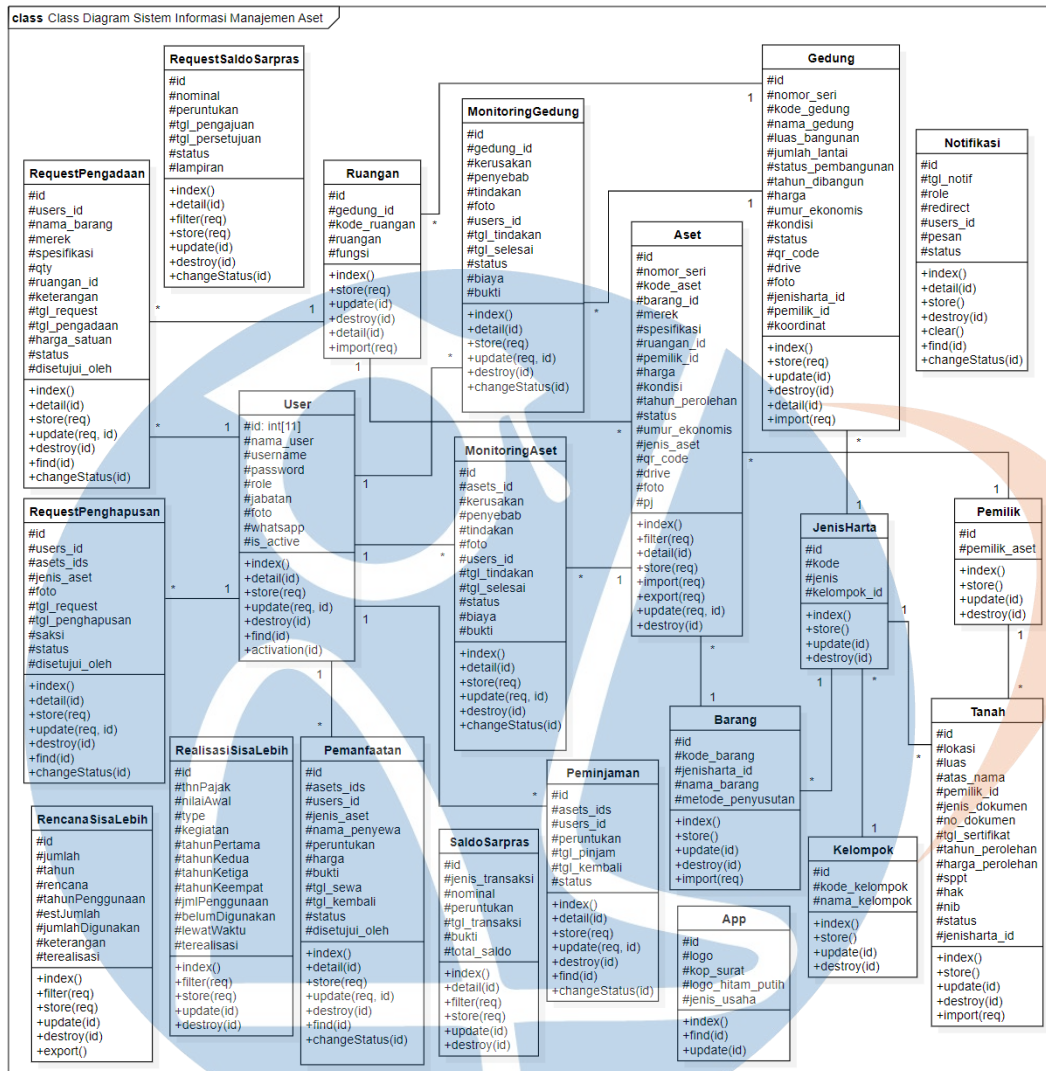 class Class Diagram Sistem Informasi Manajemen Aset
RequestSaldoSarpras
#id
#nominal
#peruntukan
#tgl_pengajuan
#tgl_persetujuan
#status
#lampiran
+index()
+detail(id)
+filter(req)
+store(req)
+update(id)
+destroy(id)
+changeStatus(id)
Gedung
#id
#nomor_seri
#kode_gedung
#nama_gedung
#luas_bangunan
#jumlah_lantai
#status_pembangunan
#tahun_dibangun
#harga
#umur_ekonomis
#kondisi
#status
#qr_code
#drive
#foto
#jenisharta_id
#pemilik_id
#koordinat
+index()
+store(req)
+update(id)
+destroy(id)
+detail(id)
+import(req)
MonitoringGedung
#id
#gedung_id
#kerusakan
#penyebab
#tindakan
#foto
#users_id
#tgl_tindakan
#tgl_selesai
#status
#biaya
#bukti
+index()
+detail(id)
+store(req)
+update(req, id)
+destroy(id)
+changeStatus(id)
Notifikasi
#id
#tgl_notif
#role
#redirect
#users_id
#pesan
#status
+index()
+detail(id)
+store()
+destroy(id)
+clear()
+find(id)
+changeStatus(id)
RequestPengadaan
#id
#users_id
#nama_barang
#merek
#spesifikasi
#qty
#ruangan_id
#keterangan
#tgl_request
#tgl_pengadaan
#harga_satuan
#status
#disetujui_oleh
+index()
+detail(id)
+store(req)
+update(req, id)
+destroy(id)
+find(id)
+changeStatus(id)
Ruangan
#id
#gedung_id
#kode_ruangan
#ruangan
#fungsi
+index()
+store(req)
+update(id)
+destroy(id)
+detail(id)
+import(req)
Aset
#id
#nomor_seri
#kode_aset
#barang_id
#merek
#spesifikasi
#ruangan_id
#pemilik_id
#harga
#kondisi
#tahun_perolehan
#status
#umur_ekonomis
#jenis_aset
#qr_code
#drive
#foto
#pj
+index()
+filter(req)
+detail(id)
+store(req)
+import(req)
+export(req)
+update(req, id)
+destroy(id)
User
#id: int[11]
#nama_user
#username
#password
#role
#jabatan
#foto
#whatsapp
#is_active
+index()
+detail(id)
+store(req)
+update(req, id)
+destroy(id)
+find(id)
+activation(id)
MonitoringAset
#id
#asets_id
#kerusakan
#penyebab
#tindakan
#foto
#users_id
#tgl_tindakan
#tgl_selesai
#status
#biaya
#bukti
+index()
+detail(id)
+store(req)
+update(req, id)
+destroy(id)
+changeStatus(id)
RequestPenghapusan
#id
#users_id
#asets_ids
#jenis_aset
#foto
#tgl_request
#tgl_penghapusan
#saksi
#status
#disetujui_oleh
+index()
+detail(id)
+store(req)
+update(req, id)
+destroy(id)
+find(id)
+changeStatus(id)
JenisHarta
#id
#kode
#jenis
#kelompok_id
+index()
+store()
+update(id)
+destroy(id)
Pemilik
#id
#pemilik_aset
+index()
+store()
+update(id)
+destroy(id)
RealisasiSisaLebih
#id
#thnPajak
#nilaiAwal
#type
#kegiatan
#tahunPertama
#tahunKedua
#tahunKetiga
#tahunKeempat
#jmlPenggunaan
#belumDigunakan
#lewatWaktu
#terealisasi
+index()
+filter(req)
+store(req)
+update(id)
+destroy(id)
Pemanfaatan
#id
#asets_ids
#users_id
#jenis_aset
#nama_penyewa
#peruntukan
#harga
#bukti
#tgl_sewa
#tgl_kembali
#status
#disetujui_oleh
+index()
+detail(id)
+store(req)
+update(req, id)
+destroy(id)
+find(id)
+changeStatus(id)
Barang
#id
#kode_barang
#jenisharta_id
#nama_barang
#metode_penyusutan
+index()
+store()
+update(id)
+destroy(id)
+import(req)
Tanah
#id
#lokasi
#luas
#atas_nama
#pemilik_id
#jenis_dokumen
#no_dokumen
#tgl_sertifikat
#tahun_perolehan
#harga_perolehan
#sppt
#hak
#nib
#status
#jenisharta_id
+index()
+store()
+update(id)
+destroy(id)
+import(req)
Peminjaman
#id
#asets_ids
#users_id
#peruntukan
#tgl_pinjam
#tgl_kembali
#status
+index()
+detail(id)
+store(req)
+update(req, id)
+destroy(id)
+find(id)
+changeStatus(id)
RencanaSisaLebih
#id
#jumlah
#tahun
#rencana
#tahunPenggunaan
#estJumlah
#jumlahDigunakan
#keterangan
#terealisasi
+index()
+filter(req)
+store(req)
+update(id)
+destroy(id)
+export()
SaldoSarpras
#id
#jenis_transaksi
#nominal
#peruntukan
#tgl_transaksi
#bukti
#total_saldo
+index()
+detail(id)
+filter(req)
+store(req)
+update(id)
+destroy(id)
Kelompok
#id
#kode_kelompok
#nama_kelompok
+index()
+store()
+update(id)
+destroy(id)
App
#id
#logo
#kop_surat
#logo_hitam_putih
#jenis_usaha
+index()
+find(id)
+update(id)
1
*
1
*
*
1
*
1
*
1
*
1
*
1
*
1
*
1
*
1
*
1
*
1
*
1
*
1
*
1
*
1
*
1